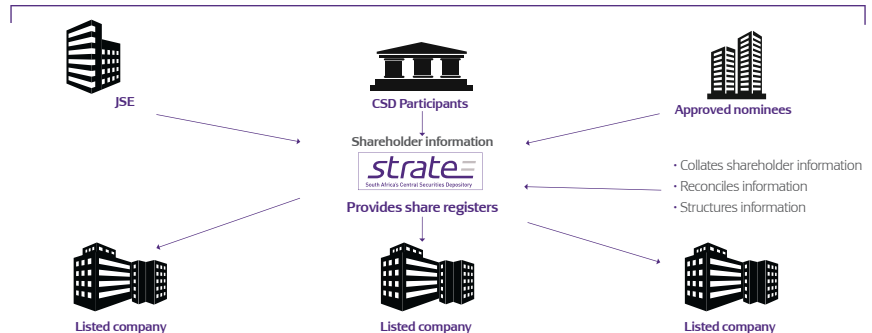 JSE
CSD Participants
Approved nominees
Shareholder information
strate
South Africa's Central Securities Depository
Provides share registers
• Collates shareholder information
• Reconciles information
• Structures information
Listed company
Listed company
Listed company